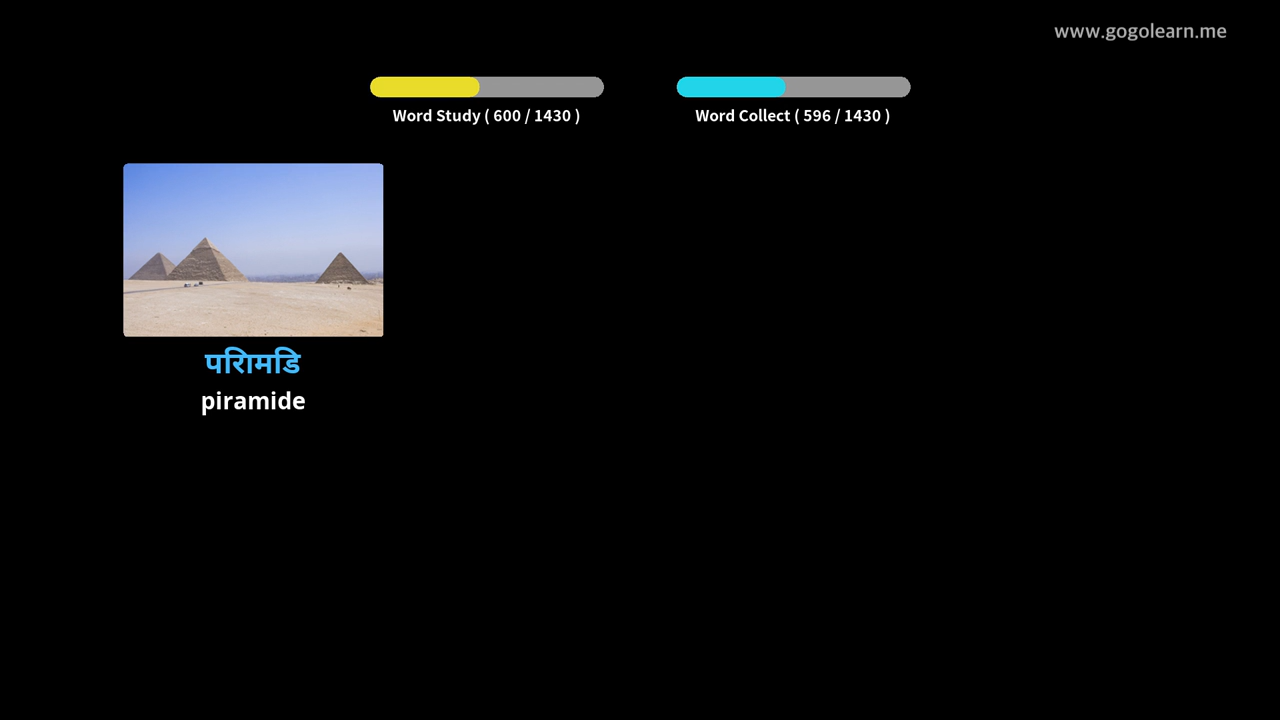 www.gogolearn.me
Word Study ( 600 / 1430 )
Word Collect ( 596 / 1430 )
परिामडि
piramide